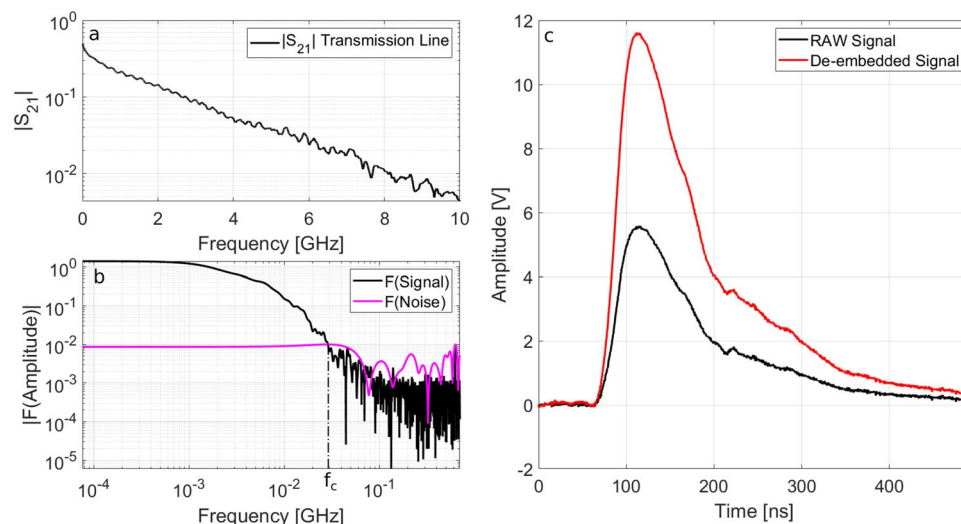 a
|S21| Transmission Line
|S21|
10^0
10^-1
10^-2
0
2
4
6
8
10
Frequency [GHz]
b
F(Signal)
F(Noise)
|F(Amplitude)|
10^0
10^-1
10^-2
10^-3
10^-4
10^-5
10^-4
10^-3
10^-2
fc
10^-1
Frequency [GHz]
c
RAW Signal
De-embedded Signal
Amplitude [V]
12
10
8
6
4
2
0
-2
0
100
200
300
400
Time [ns]